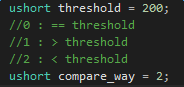 ushort threshold = 200;
//0 : == threshold
//1 : > threshold
//2 : < threshold
ushort compare_way = 2;